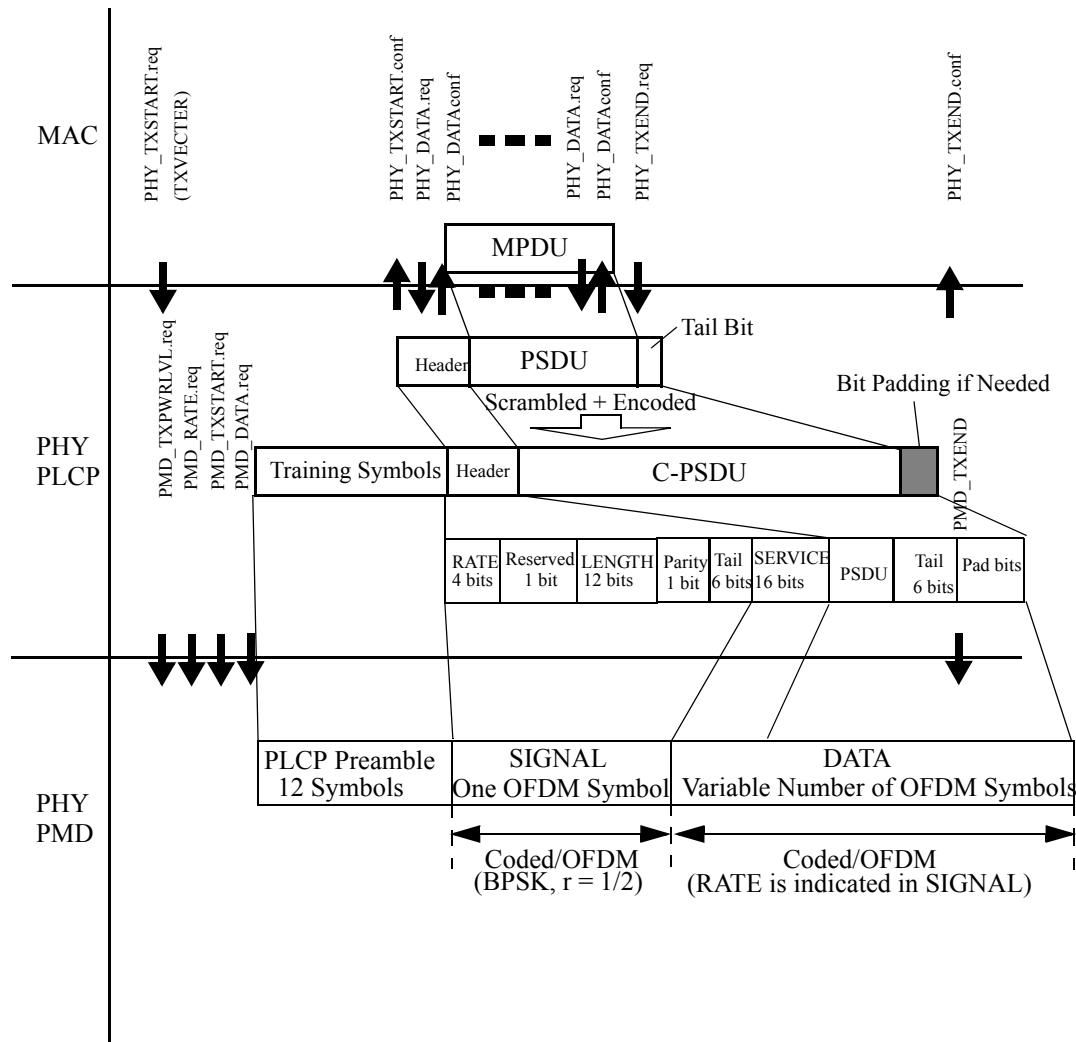 MAC
PHY_TXSTART.req
(TXVECTER)
PHY_TXSTART.conf
PHY_DATA.req
PHY_DATAconf
PHY_DATA.req
PHY_DATAconf
PHY_TXEND.req
PHY_TXEND.conf
MPDU
PHY
PLCP
PMD_TXPWRLVL.req
PMD_RATE.req
PMD_TXSTART.req
PMD_DATA.req
Tail Bit
Header
PSDU
Bit Padding if Needed
Scrambled + Encoded
Training Symbols
Header
C-PSDU
PMD_TXEND
RATE
4 bits
Reserved
1 bit
LENGTH
12 bits
Parity
1 bit
Tail
6 bits
SERVICE
16 bits
PSDU
Tail
6 bits
Pad bits
PHY
PMD
PLCP Preamble
12 Symbols
SIGNAL
One OFDM Symbol
DATA
Variable Number of OFDM Symbols
Coded/OFDM
(BPSK, r = 1/2)
Coded/OFDM
(RATE is indicated in SIGNAL)